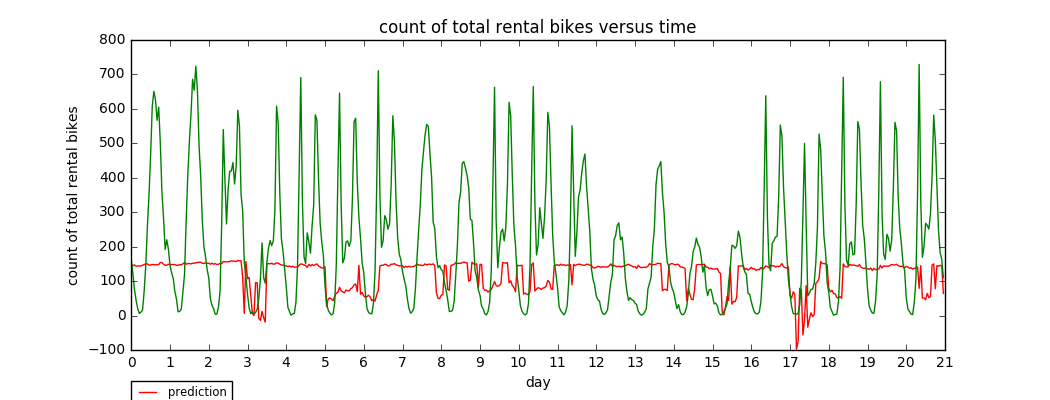 count of total rental bikes versus time
count of total rental bikes
800
700
600
500
400
300
200
100
0
−100
0 1 2 3 4 5 6 7 8 9 10 11 12 13 14 15 16 17 18 19 20 21
day
prediction